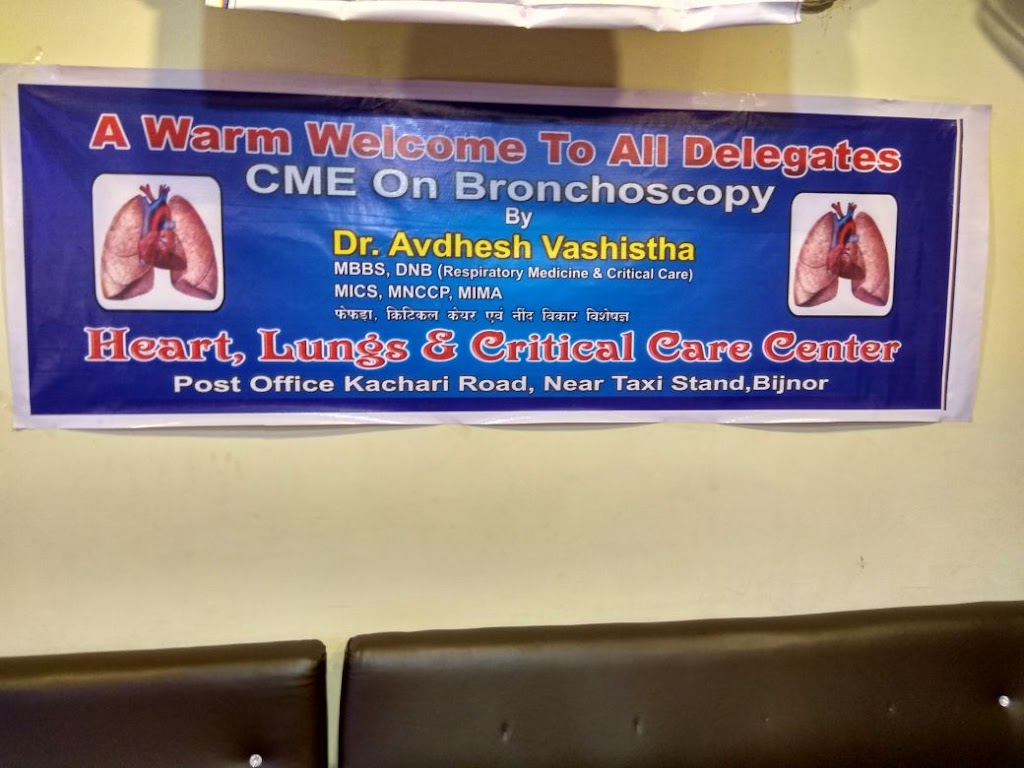 A Warm Welcome To All Delegates
CME On Bronchoscopy
By
Dr. Avdhesh Vashistha
MBBS, DNB (Respiratory Medicine & Critical Care)
MICS, MNCCP, MIMA
फेफड़ा, क्रिटिकल केयर एवं नींद विकार विशेषज्ञ
Heart, Lungs & Critical Care Center
Post Office Kachari Road, Near Taxi Stand,Bijnor